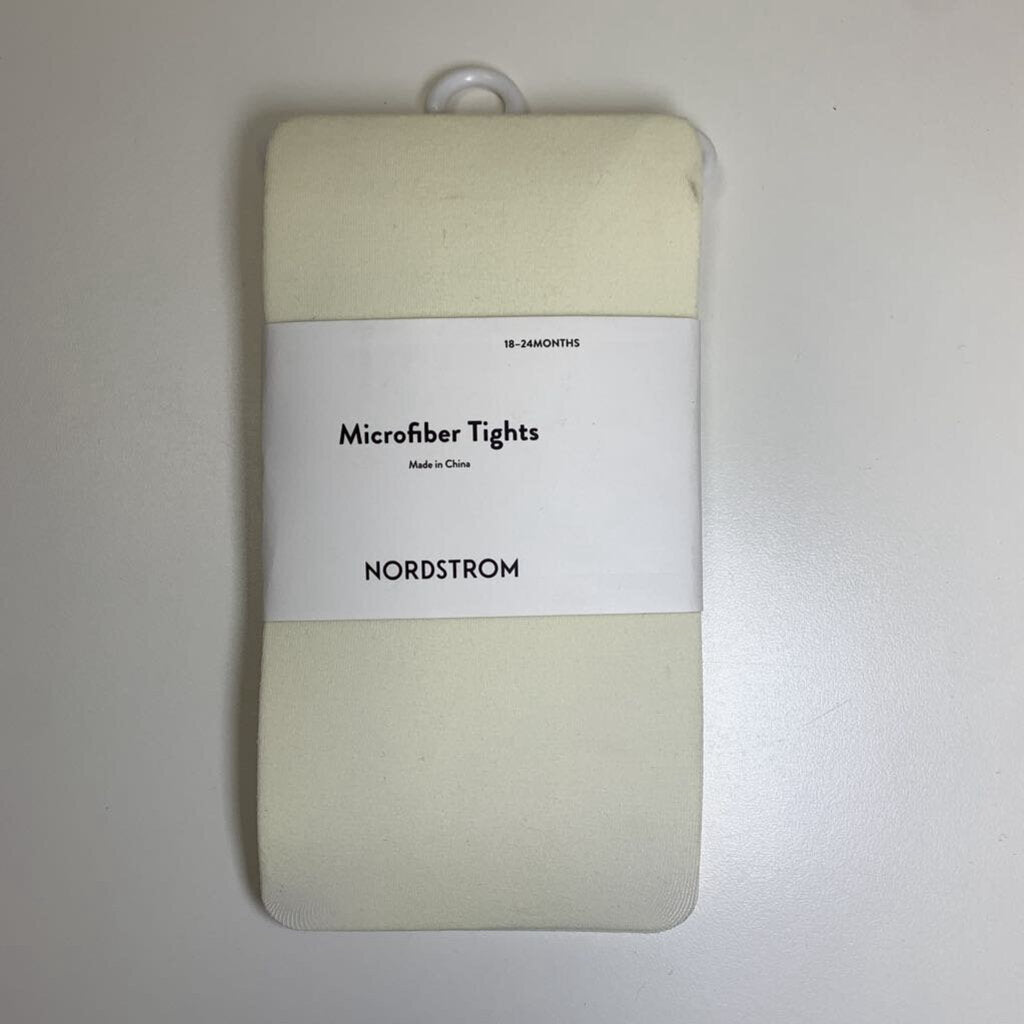 18-24MONTHS
Microfiber Tights
Made in China
NORDSTROM